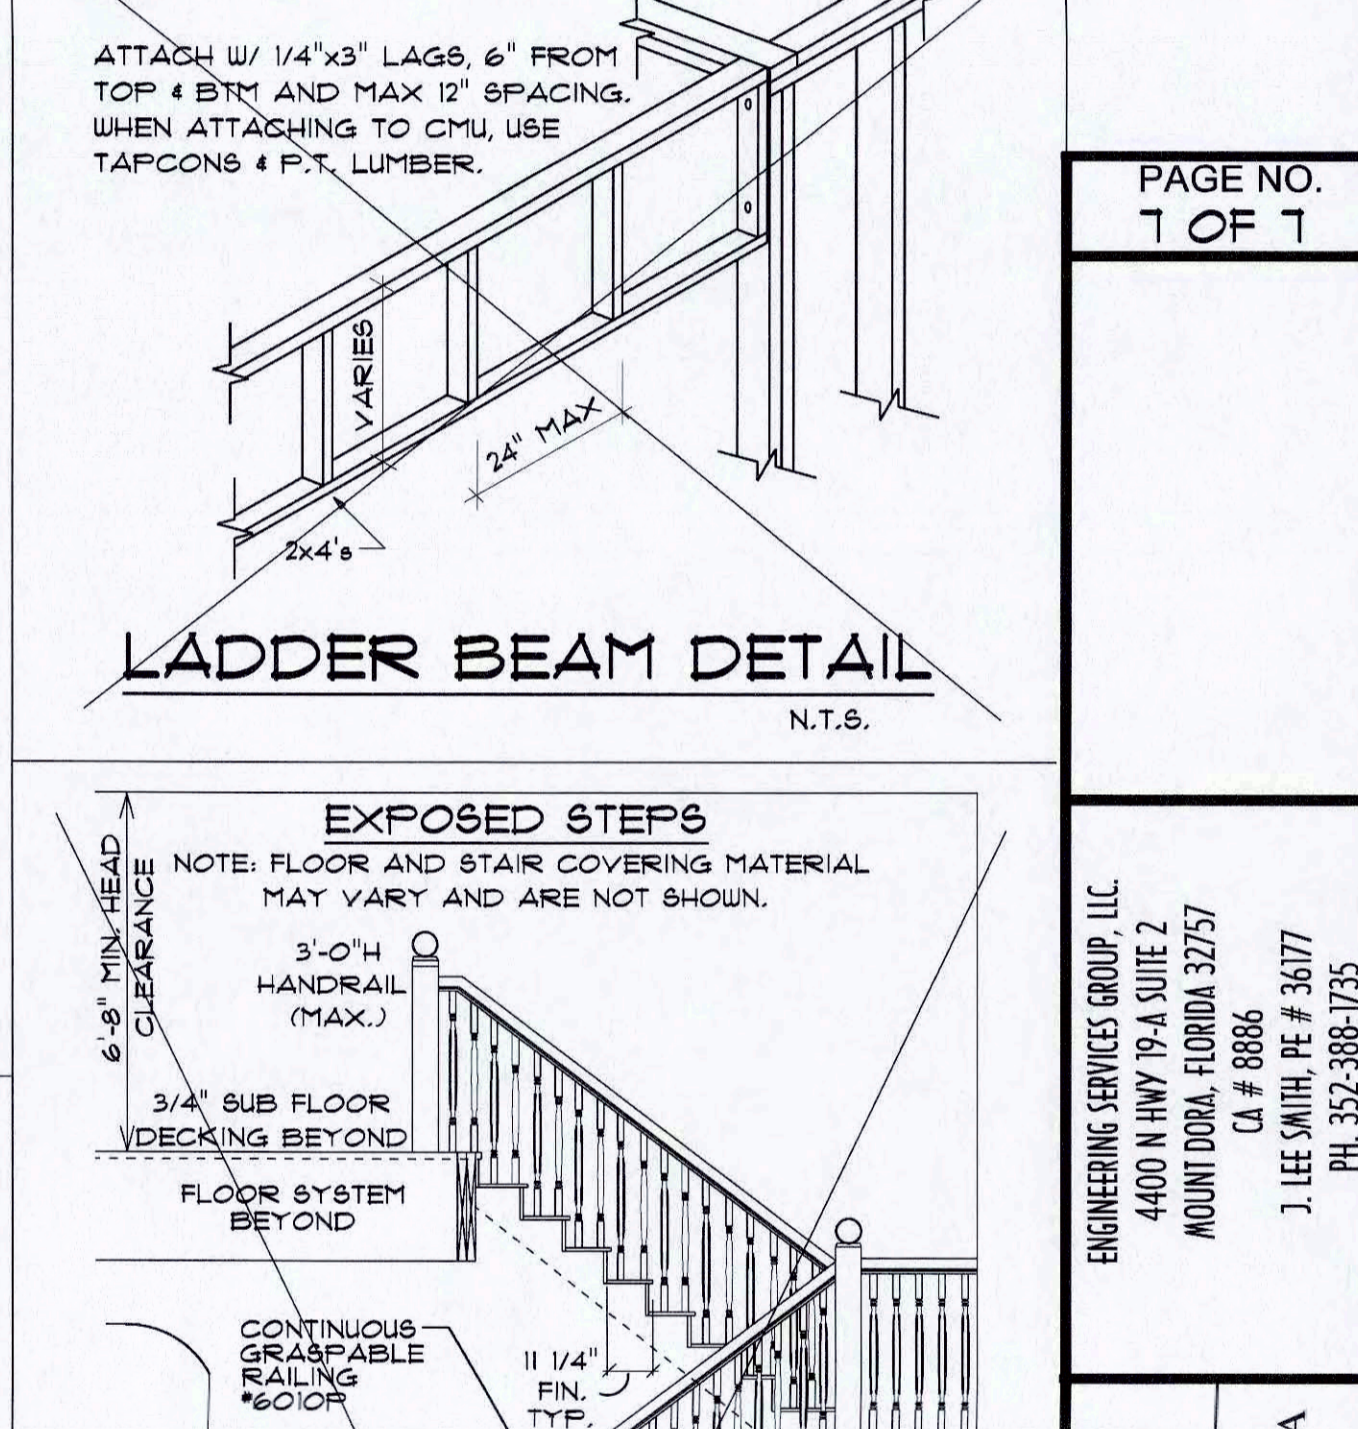 ATTACH W/ 1/4"x3" LAGS, 6" FROM
TOP & BTM AND MAX 12" SPACING.
WHEN ATTACHING TO CMU, USE
TAPCONS & P.T. LUMBER.
VARIES
24" MAX
2x4's
LADDER BEAM DETAIL
N.T.S.
EXPOSED STEPS
NOTE: FLOOR AND STAIR COVERING MATERIAL
MAY VARY AND ARE NOT SHOWN.
6'-8" MIN. HEAD
CLEARANCE
3'-0"H
HANDRAIL
(MAX.)
3/4" SUB FLOOR
DECKING BEYOND
FLOOR SYSTEM
BEYOND
CONTINUOUS
GRASPABLE
RAILING
#6010P
11 1/4"
FIN.
TYP.
PAGE NO.
7 OF 7
ENGINEERING SERVICES GROUP, LLC.
4400 N HWY 19-A SUITE 2
MOUNT DORA, FLORIDA 32757
CA # 8886
J. LEE SMITH, PE # 36177
PH. 352-388-1735
A